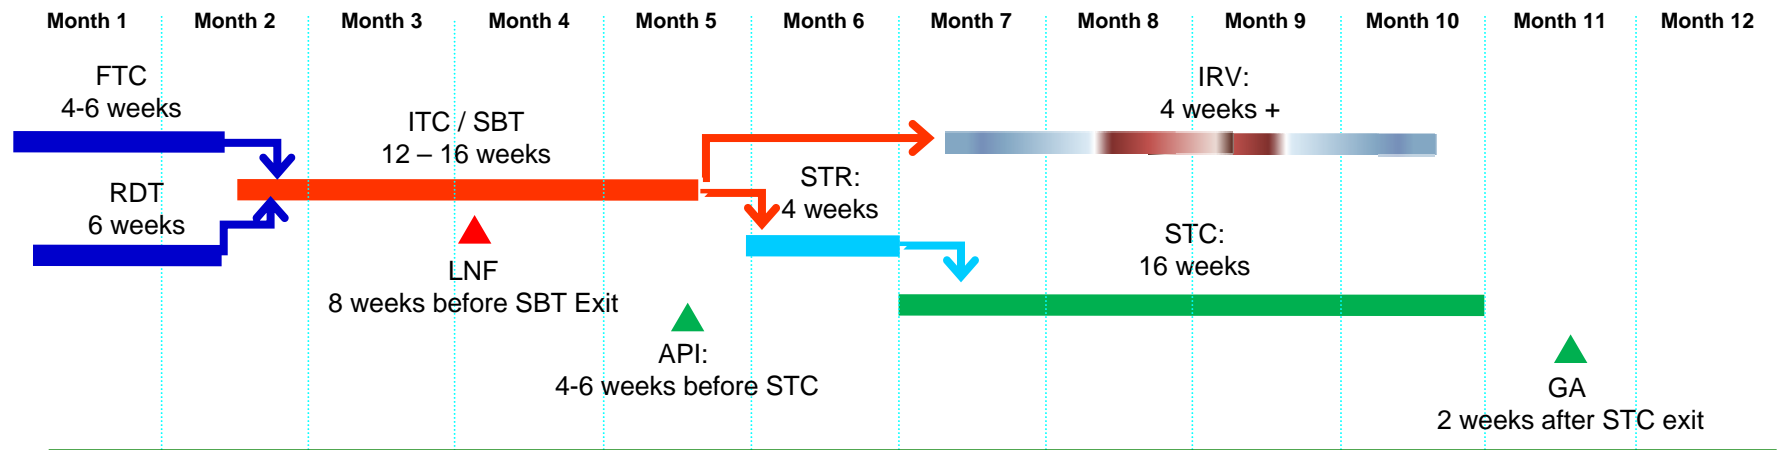 Month 1 Month 2 Month 3 Month 4 Month 5 Month 6 Month 7 Month 8 Month 9 Month 10 Month 11 Month 12
FTC
4-6 weeks
RDT
6 weeks
ITC / SBT
12 – 16 weeks
LNF
8 weeks before SBT Exit
API:
4-6 weeks before STC
STR:
4 weeks
IRV:
4 weeks +
STC:
16 weeks
GA
2 weeks after STC exit